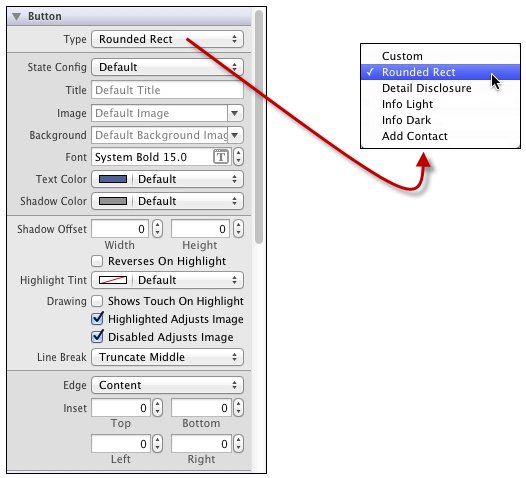 Button
Type Rounded Rect
State Config Default
Title Default Title
Image Default Image
Background Default Background Imag
Font System Bold 15.0 T
Text Color Default
Shadow Color Default
Shadow Offset 0 0
Width Height
Reverses On Highlight
Highlight Tint Default
Drawing Shows Touch On Highlight
Highlighted Adjusts Image
Disabled Adjusts Image
Line Break Truncate Middle
Edge Content
Inset 0 0
Top Bottom
0 0
Left Right
Custom
✓ Rounded Rect
Detail Disclosure
Info Light
Info Dark
Add Contact